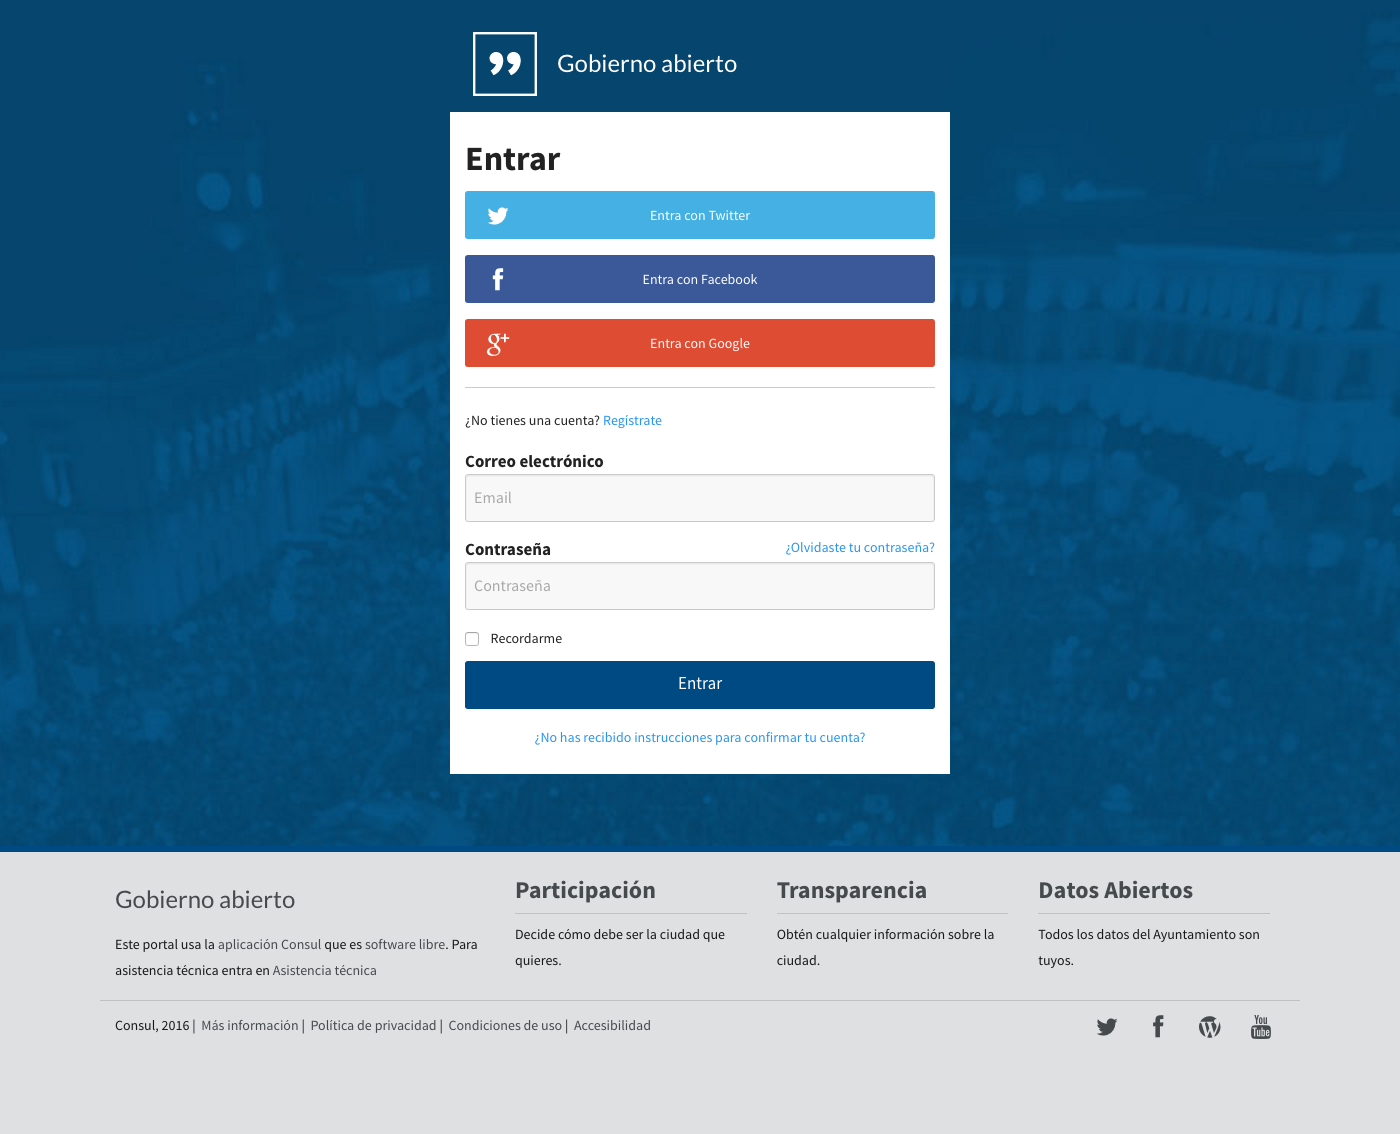 Gobierno abierto
Entrar
Entra con Twitter
Entra con Facebook
Entra con Google
¿No tienes una cuenta? Regístrate
Correo electrónico
Email
Contraseña
¿Olvidaste tu contraseña?
Contraseña
Recordarme
Entrar
¿No has recibido instrucciones para confirmar tu cuenta?
Gobierno abierto
Este portal usa la aplicación Consul que es software libre. Para
asistencia técnica entra en Asistencia técnica
Participación
Decide cómo debe ser la ciudad que
quieres.
Transparencia
Obtén cualquier información sobre la
ciudad.
Datos Abiertos
Todos los datos del Ayuntamiento son
tuyos.
Consul, 2016 | Más información | Política de privacidad | Condiciones de uso | Accesibilidad
You
Tube